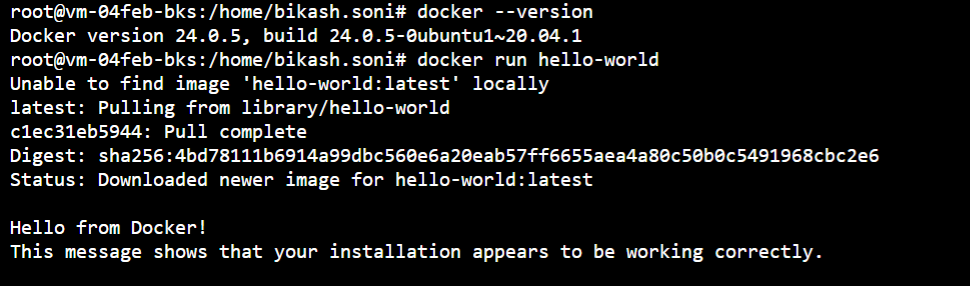 root@vm-04feb-bks:/home/bikash.soni# docker --version
Docker version 24.0.5, build 24.0.5-0ubuntu1~20.04.1
root@vm-04feb-bks:/home/bikash.soni# docker run hello-world
Unable to find image 'hello-world:latest' locally
latest: Pulling from library/hello-world
c1ec31eb5944: Pull complete
Digest: sha256:4bd78111b6914a99dbc560e6a20eab57ff6655aea4a80c50b0c5491968cbc2e6
Status: Downloaded newer image for hello-world:latest
Hello from Docker!
This message shows that your installation appears to be working correctly.